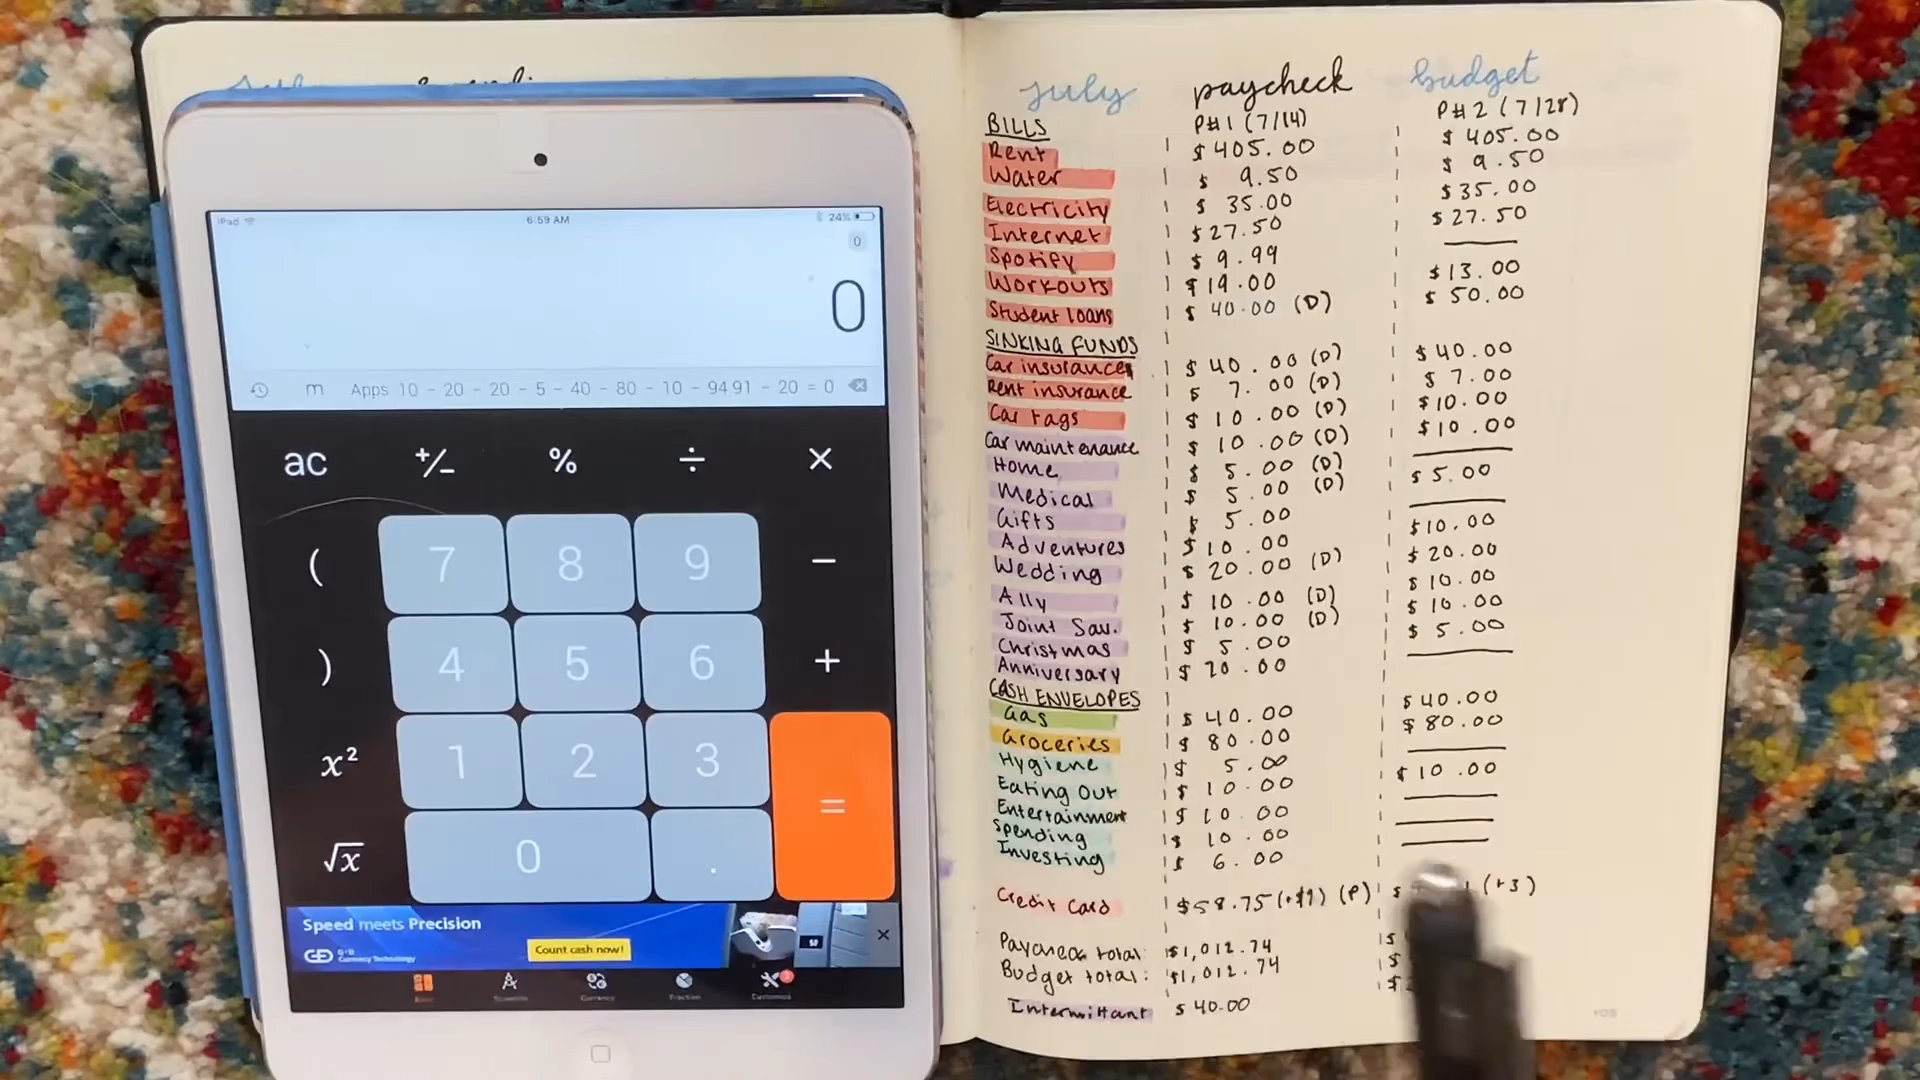 iPad 6:59 AM 24%
0
0
m Apps 10 - 20 - 20 - 5 - 40 - 80 - 10 - 94.91 - 20 = 0
ac +/- % ÷ ×
( 7 8 9 −
) 4 5 6 +
x² 1 2 3
√x 0 . =
Speed meets Precision
G+D Currency Technology
Count cash now!
Currency Fraction
july paycheck budget
BILLS P#1 (7/14) P#2 (7/28)
Rent $405.00 $405.00
Water $ 9.50 $ 9.50
Electricity $ 35.00 $35.00
Internet $27.50 $27.50
Spotify $ 9.99
Workouts $19.00 $13.00
Student loans $ 40.00 (D) $ 50.00
SINKING FUNDS
Car insurance $ 40.00 (D) $40.00
Rent insurance $ 7.00 (D) $ 7.00
Car tags $ 10.00 (D) $10.00
Car maintenance $ 10.00 (D) $10.00
Home $ 5.00 (D)
Medical $ 5.00 (D) $5.00
Gifts $ 5.00
Adventures $ 10.00 $10.00
Wedding $ 20.00 (D) $20.00
Ally $ 10.00 (D) $10.00
Joint Sav. $ 10.00 (D) $10.00
Christmas $ 5.00 $ 5.00
Anniversary $ 20.00
CASH ENVELOPES
Gas $ 40.00 $40.00
Groceries $ 80.00 $80.00
Hygiene $ 5.00
Eating Out $ 10.00 $10.00
Entertainment $ 10.00
Spending $ 10.00
Investing $ 6.00
Credit Card $58.75 (+$9) (P) $ (+3)
Paycheck total: $1,012.74 $
Budget total: $1,012.74 $
Intermittant $ 40.00 $